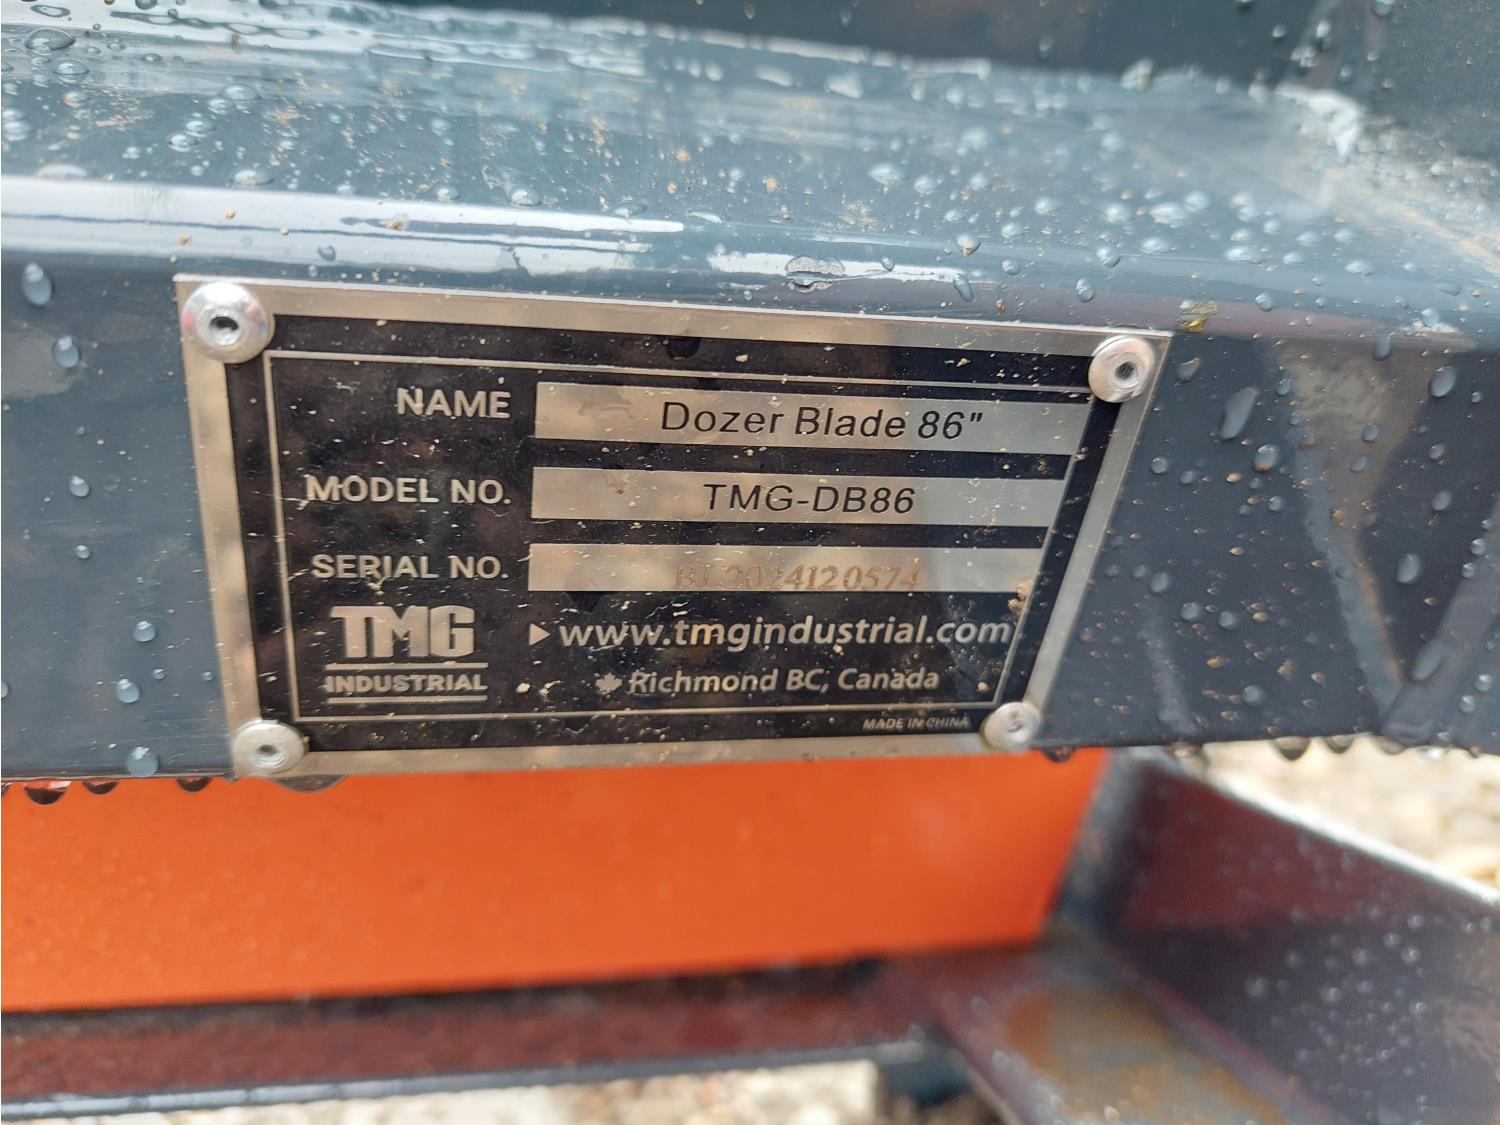 NAME Dozer Blade 86"
MODEL NO. TMG-DB86
SERIAL NO. BL2024120574
TMG
INDUSTRIAL
www.tmgindustrial.com
Richmond BC, Canada
MADE IN CHINA